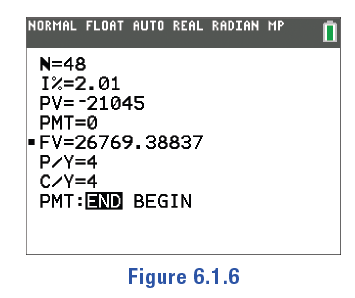 NORMAL FLOAT AUTO REAL RADIAN MP
N=48
I%=2.01
PV=-21045
PMT=0
FV=26769.38837
P/Y=4
C/Y=4
PMT:END BEGIN
Figure 6.1.6